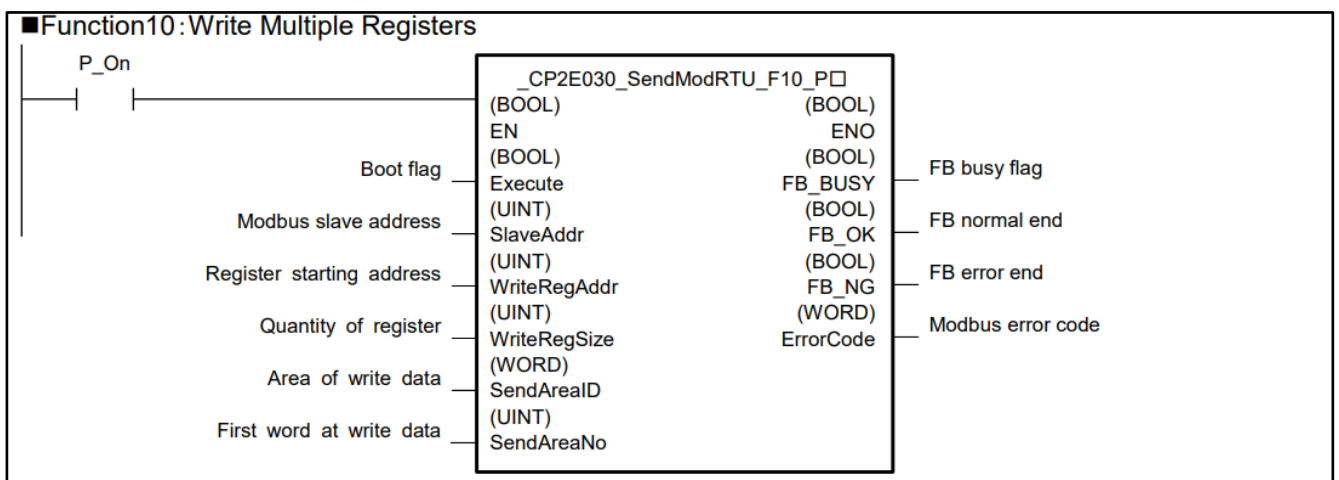 ■Function10:Write Multiple Registers
P_On
_CP2E030_SendModRTU_F10_P□
(BOOL) (BOOL)
EN ENO
(BOOL) (BOOL)
Boot flag Execute FB_BUSY FB busy flag
(UINT) (BOOL)
Modbus slave address SlaveAddr FB_OK FB normal end
(UINT) (BOOL)
Register starting address WriteRegAddr FB_NG FB error end
(UINT) (WORD)
Quantity of register WriteRegSize ErrorCode Modbus error code
(WORD)
Area of write data SendAreaID
(UINT)
First word at write data SendAreaNo